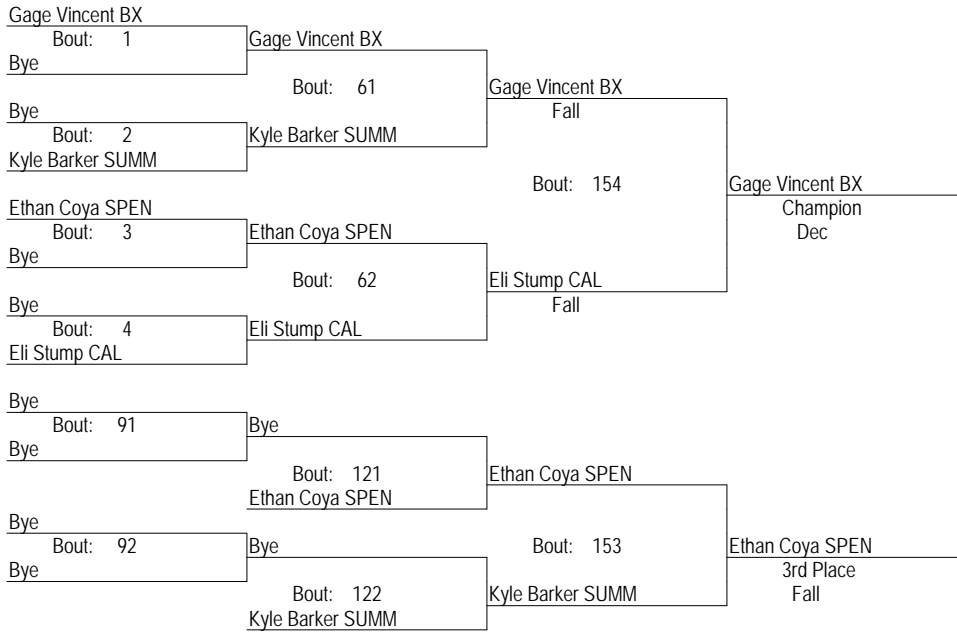 Gage Vincent BX
Bout: 1
Gage Vincent BX
Bye
Bout: 61
Gage Vincent BX
Bye
Fall
Bout: 2
Kyle Barker SUMM
Kyle Barker SUMM
Bout: 154
Gage Vincent BX
Ethan Coya SPEN
Champion
Bout: 3
Ethan Coya SPEN
Dec
Bye
Bout: 62
Eli Stump CAL
Bye
Fall
Bout: 4
Eli Stump CAL
Eli Stump CAL
Bye
Bout: 91
Bye
Bye
Bout: 121
Ethan Coya SPEN
Ethan Coya SPEN
Bye
Bout: 92
Bye
Bout: 153
Ethan Coya SPEN
Bye
3rd Place
Bout: 122
Kyle Barker SUMM
Fall
Kyle Barker SUMM